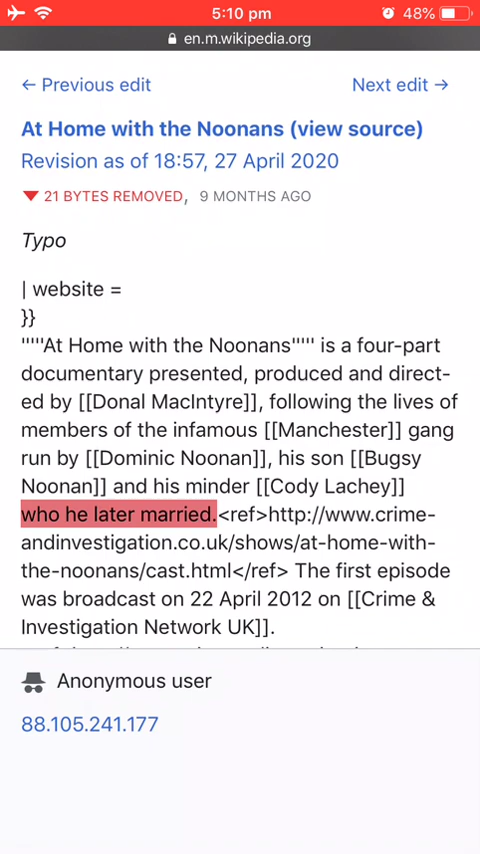 5:10 pm
48%
en.m.wikipedia.org
← Previous edit
Next edit →
At Home with the Noonans (view source)
Revision as of 18:57, 27 April 2020
21 BYTES REMOVED, 9 MONTHS AGO
Typo
| website =
}}
'''''At Home with the Noonans''''' is a four-part
documentary presented, produced and direct-
ed by [[Donal MacIntyre]], following the lives of
members of the infamous [[Manchester]] gang
run by [[Dominic Noonan]], his son [[Bugsy
Noonan]] and his minder [[Cody Lachey]]
who he later married.<ref>http://www.crime-
andinvestigation.co.uk/shows/at-home-with-
the-noonans/cast.html</ref> The first episode
was broadcast on 22 April 2012 on [[Crime &
Investigation Network UK]].
Anonymous user
88.105.241.177